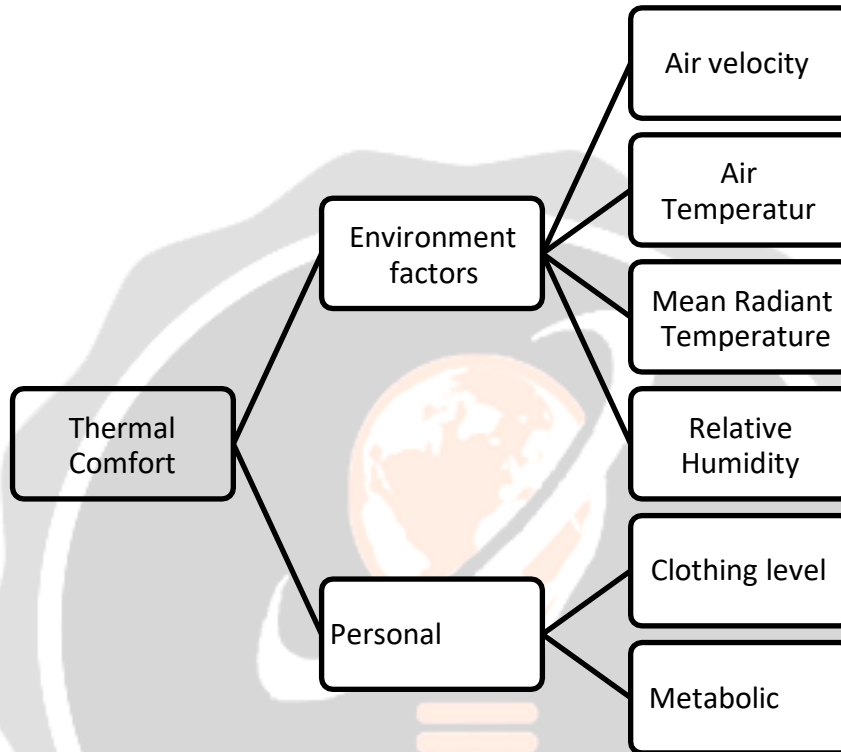 Air velocity
Air
Temperatur
Environment
factors
Mean Radiant
Temperature
Thermal
Comfort
Relative
Humidity
Clothing level
Personal
Metabolic